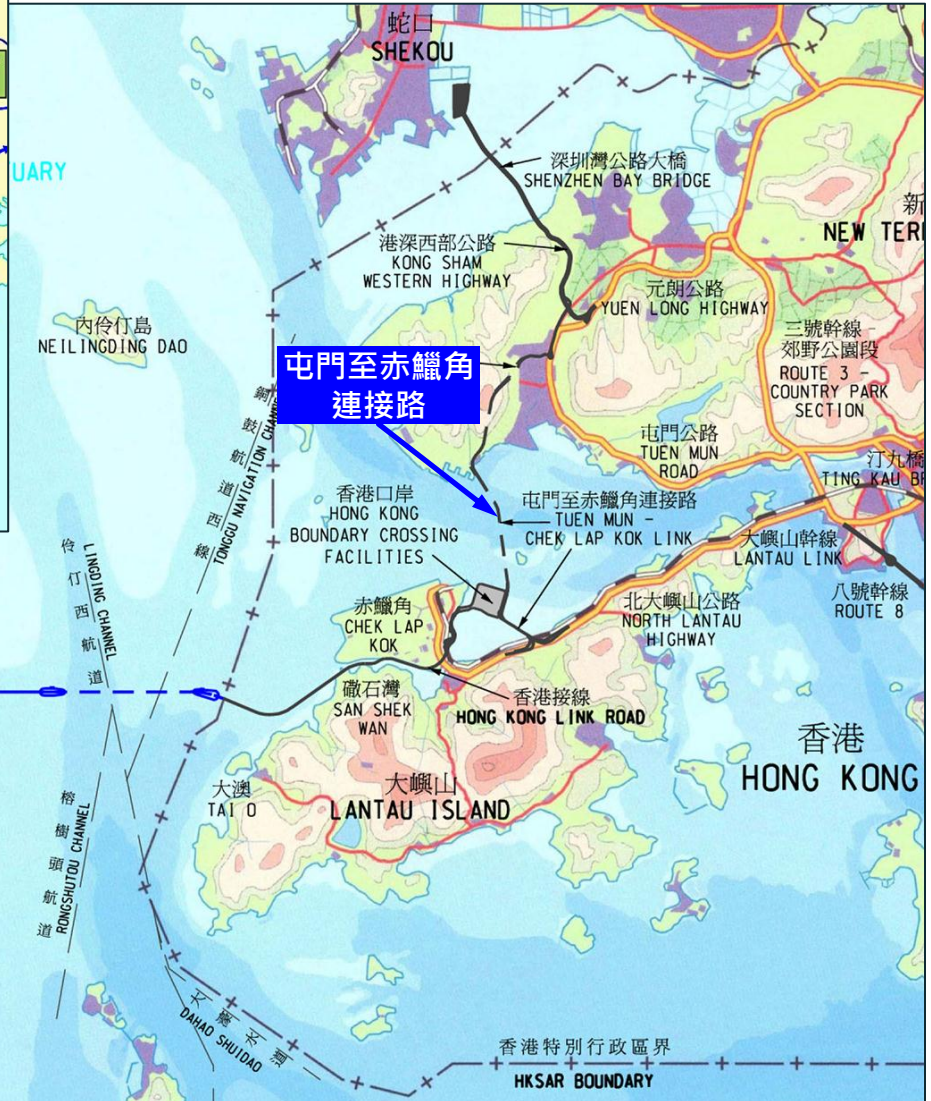 蛇口
SHEKOU
UARY
深圳灣公路大橋
SHENZHEN BAY BRIDGE
新
NEW TER
港深西部公路
KONG SHAM
WESTERN HIGHWAY
元朗公路
YUEN LONG HIGHWAY
內伶仃島
NEILINGDING DAO
三號幹線 -
郊野公園段
ROUTE 3 -
COUNTRY PARK
SECTION
屯門至赤鱲角
連接路
銅鼓航道西線
TONGGU NAVIGATION CHAN
屯門公路
TUEN MUN
ROAD
汀九橋
TING KAU BR
香港口岸
HONG KONG
BOUNDARY CROSSING
FACILITIES
屯門至赤鱲角連接路
TUEN MUN -
CHEK LAP KOK LINK
大嶼山幹線
LANTAU LINK
伶仃西航道
LINGDING CHANNEL
八號幹線
ROUTE 8
赤鱲角
CHEK LAP
KOK
北大嶼山公路
NORTH LANTAU
HIGHWAY
䃟石灣
SAN SHEK
WAN
香港接線
HONG KONG LINK ROAD
香港
HONG KONG
大澳
TAI O
大嶼山
LANTAU ISLAND
榕樹頭航道
RONGSHUTOU CHANNEL
DAHAO SHUIDAO
香港特別行政區界
HKSAR BOUNDARY